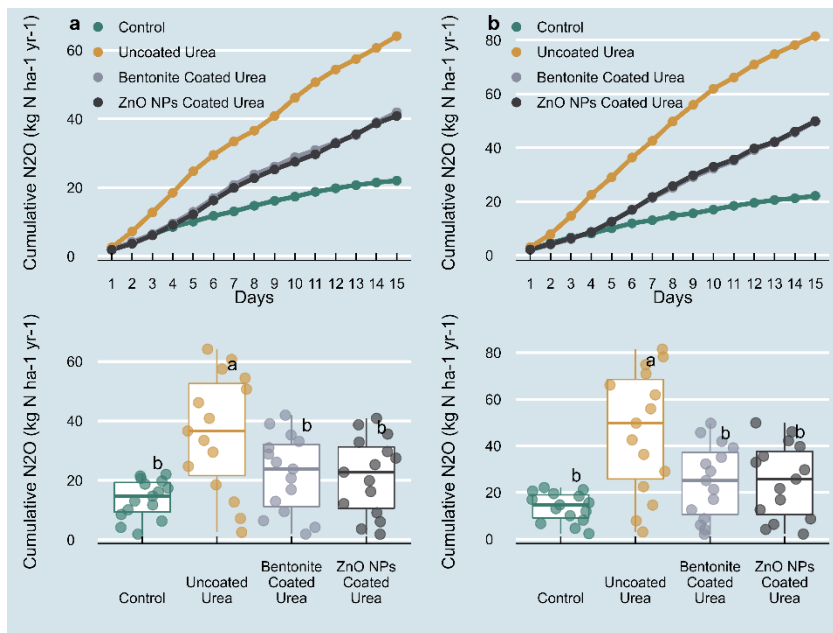 a
Control
Uncoated Urea
Bentonite Coated Urea
ZnO NPs Coated Urea
Cumulative N2O (kg N ha-1 yr-1)
60
40
20
0
1 2 3 4 5 6 7 8 9 10 11 12 13 14 15
Days
b
Control
Uncoated Urea
Bentonite Coated Urea
ZnO NPs Coated Urea
Cumulative N2O (kg N ha-1 yr-1)
80
60
40
20
0
1 2 3 4 5 6 7 8 9 10 11 12 13 14 15
Days
Cumulative N2O (kg N ha-1 yr-1)
60
40
20
0
b
a
b
b
Control
Uncoated
Urea
Bentonite
Coated
Urea
ZnO NPs
Coated
Urea
Cumulative N2O (kg N ha-1 yr-1)
80
60
40
20
0
b
a
b
b
Control
Uncoated
Urea
Bentonite
Coated
Urea
ZnO NPs
Coated
Urea